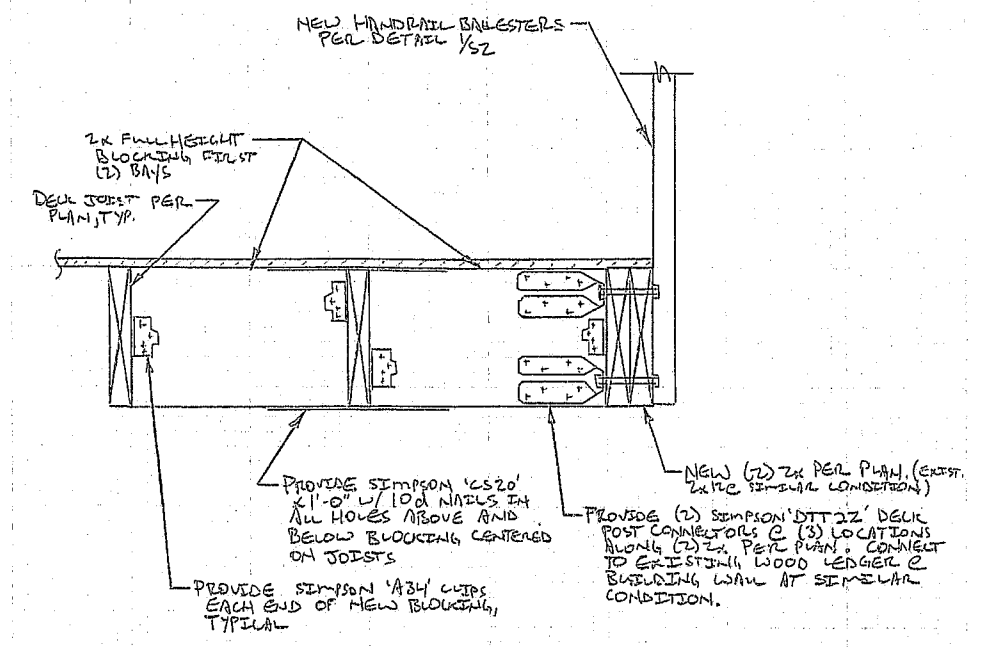 NEW HANDRAIL BALLESTERS
PER DETAIL 1/S2
2x FULL HEIGHT
BLOCKING FIRST
(2) BAYS
DECK JOIST PER
PLAN, TYP.
NEW (2) 2x PER PLAN. (EXIST.
2x12 @ SIMILAR CONDITION)
PROVIDE SIMPSON 'CS20'
x 1'-0" W/ 10d NAILS IN
ALL HOLES ABOVE AND
BELOW BLOCKING CENTERED
ON JOISTS
PROVIDE (2) SIMPSON 'DTT2Z' DECK
POST CONNECTORS @ (3) LOCATIONS
ALONG (2) 2x PER PLAN. CONNECT
TO EXISTING WOOD LEDGER @
BUILDING WALL AT SIMILAR
CONDITION.
PROVIDE SIMPSON 'A34' CLIPS
EACH END OF NEW BLOCKING,
TYPICAL